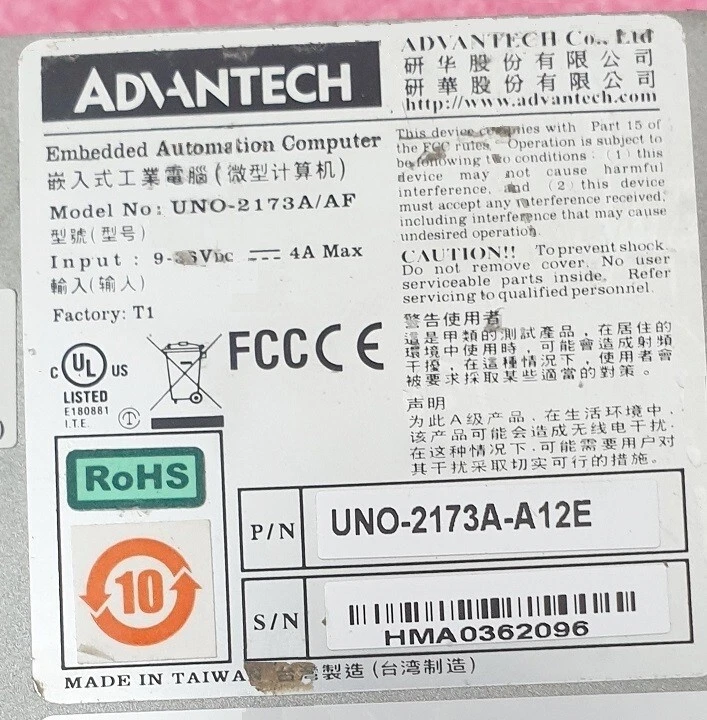 ADVANTECH
ADVANTECH Co., Ltd
研华股份有限公司
研華股份有限公司
http://www.advantech.com
Embedded Automation Computer
嵌入式工業電腦(微型计算机)
Model No: UNO-2173A/AF
型號(型号)
Input : 9-36VDC 4A Max
輸入(输入)
Factory: T1
This device complies with Part 15 of
the FCC rules. Operation is subject to
the following two conditions : (1) this
device may not cause harmful
interference, and (2) this device
must accept any interference received,
including interference that may cause
undesired operation.
CAUTION!! To prevent shock.
Do not remove cover. No user
serviceable parts inside. Refer
servicing to qualified personnel.
警告使用者
這是甲類的測試產品，在居住的
環境中使用時，可能會造成射頻
干擾，在這種情況下，使用者會
被要求採取某些適當的對策。
声明
为此A级产品、在生活环境中，
该产品可能会造成无线电干扰.
在这种情况下.可能需要用户对
其干扰采取切实可行的措施。
C UL US
LISTED
E180881
I.T.E.
T
FCC CE
RoHS
10
P/N UNO-2173A-A12E
S/N HMA0362096
MADE IN TAIWAN 台灣製造(台湾制造)